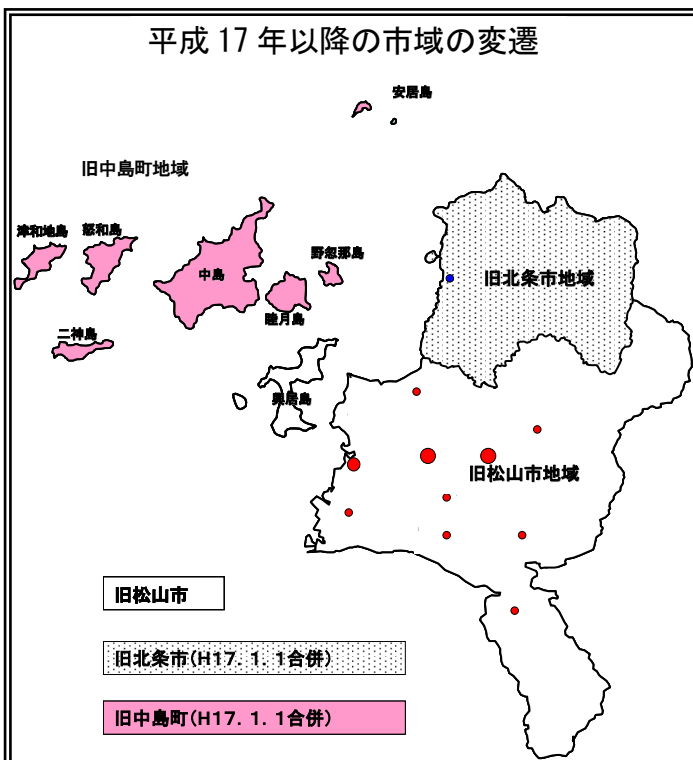 平成17年以降の市域の変遷
安居島
旧中島町地域
津和地島
怒和島
野忽那島
中島
旧北条市地域
睦月島
二神島
興居島
旧松山市地域
旧松山市
旧北条市(H17.1.1合併)
旧中島町(H17.1.1合併)